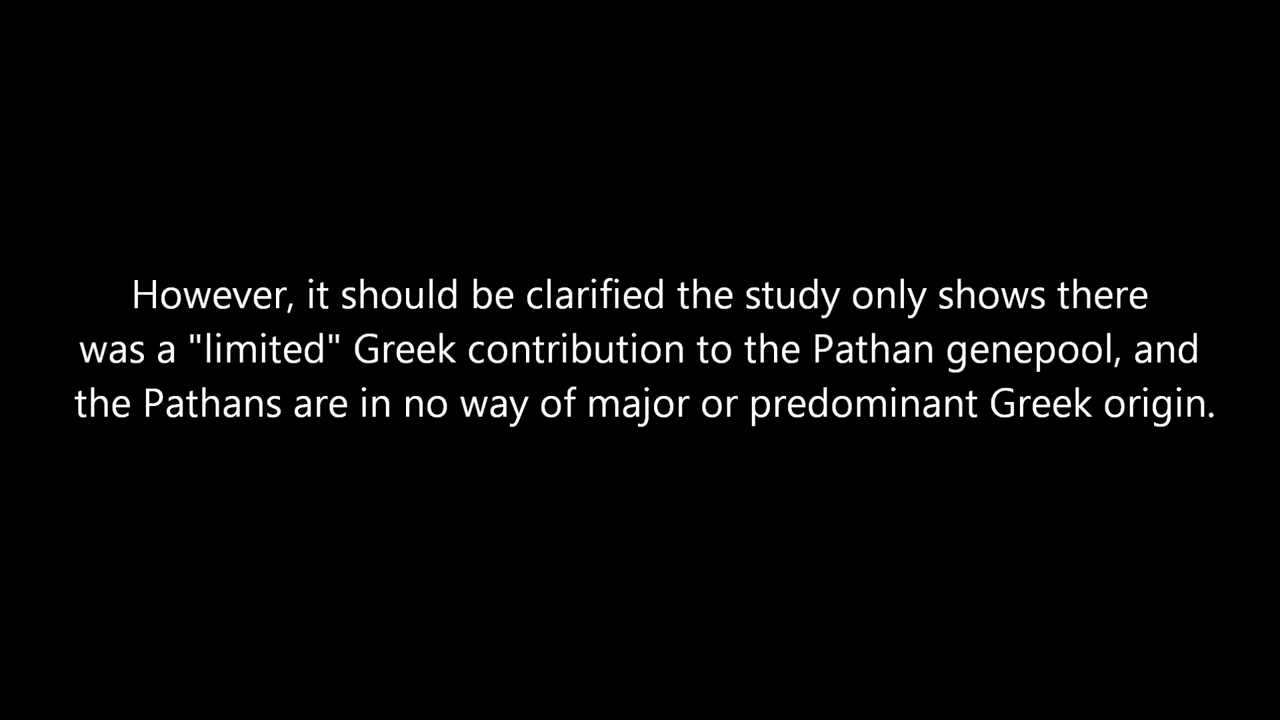 However, it should be clarified the study only shows there
was a "limited" Greek contribution to the Pathan genepool, and
the Pathans are in no way of major or predominant Greek origin.